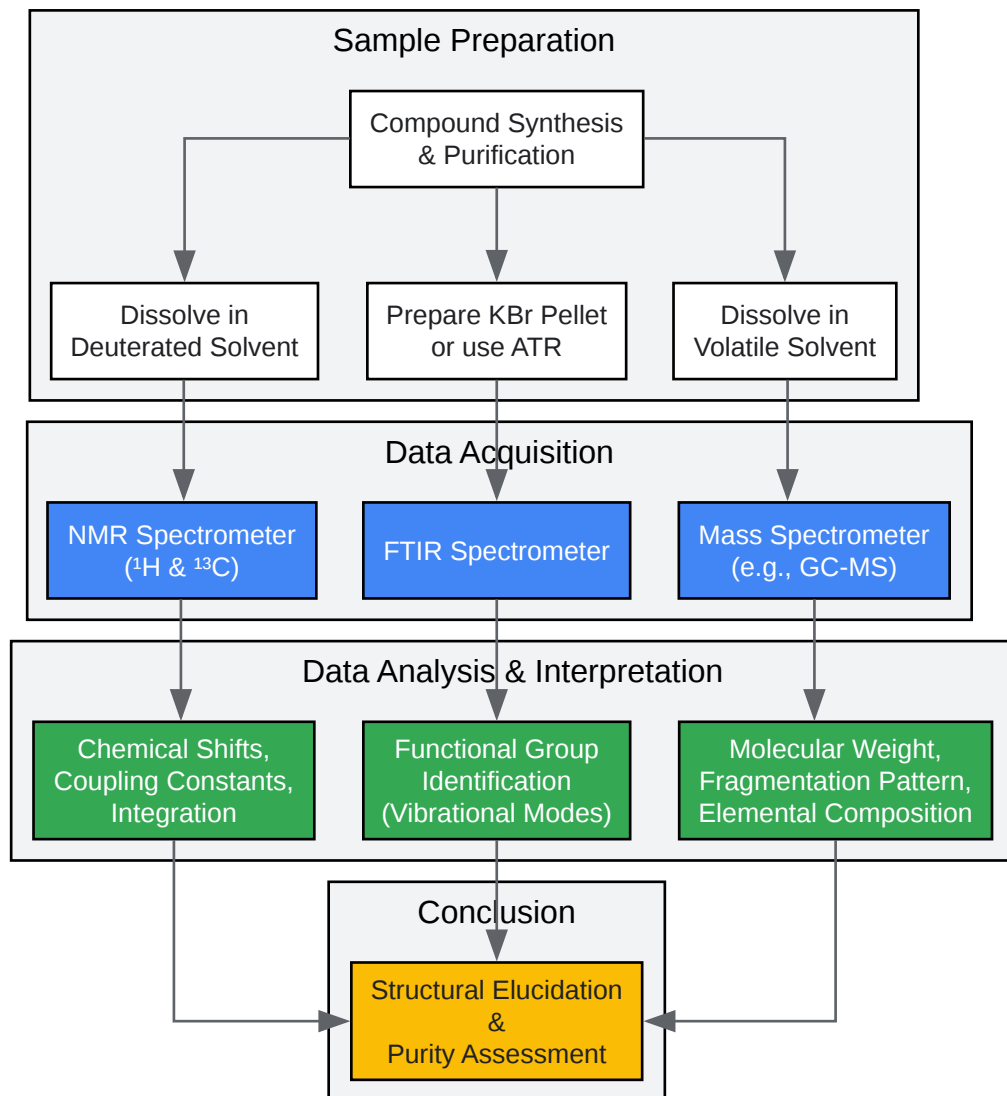 Sample Preparation
Compound Synthesis
& Purification
Dissolve in
Deuterated Solvent
Prepare KBr Pellet
or use ATR
Dissolve in
Volatile Solvent
Data Acquisition
NMR Spectrometer
(¹H & ¹³C)
FTIR Spectrometer
Mass Spectrometer
(e.g., GC-MS)
Data Analysis & Interpretation
Chemical Shifts,
Coupling Constants,
Integration
Functional Group
Identification
(Vibrational Modes)
Molecular Weight,
Fragmentation Pattern,
Elemental Composition
Conclusion
Structural Elucidation
&
Purity Assessment